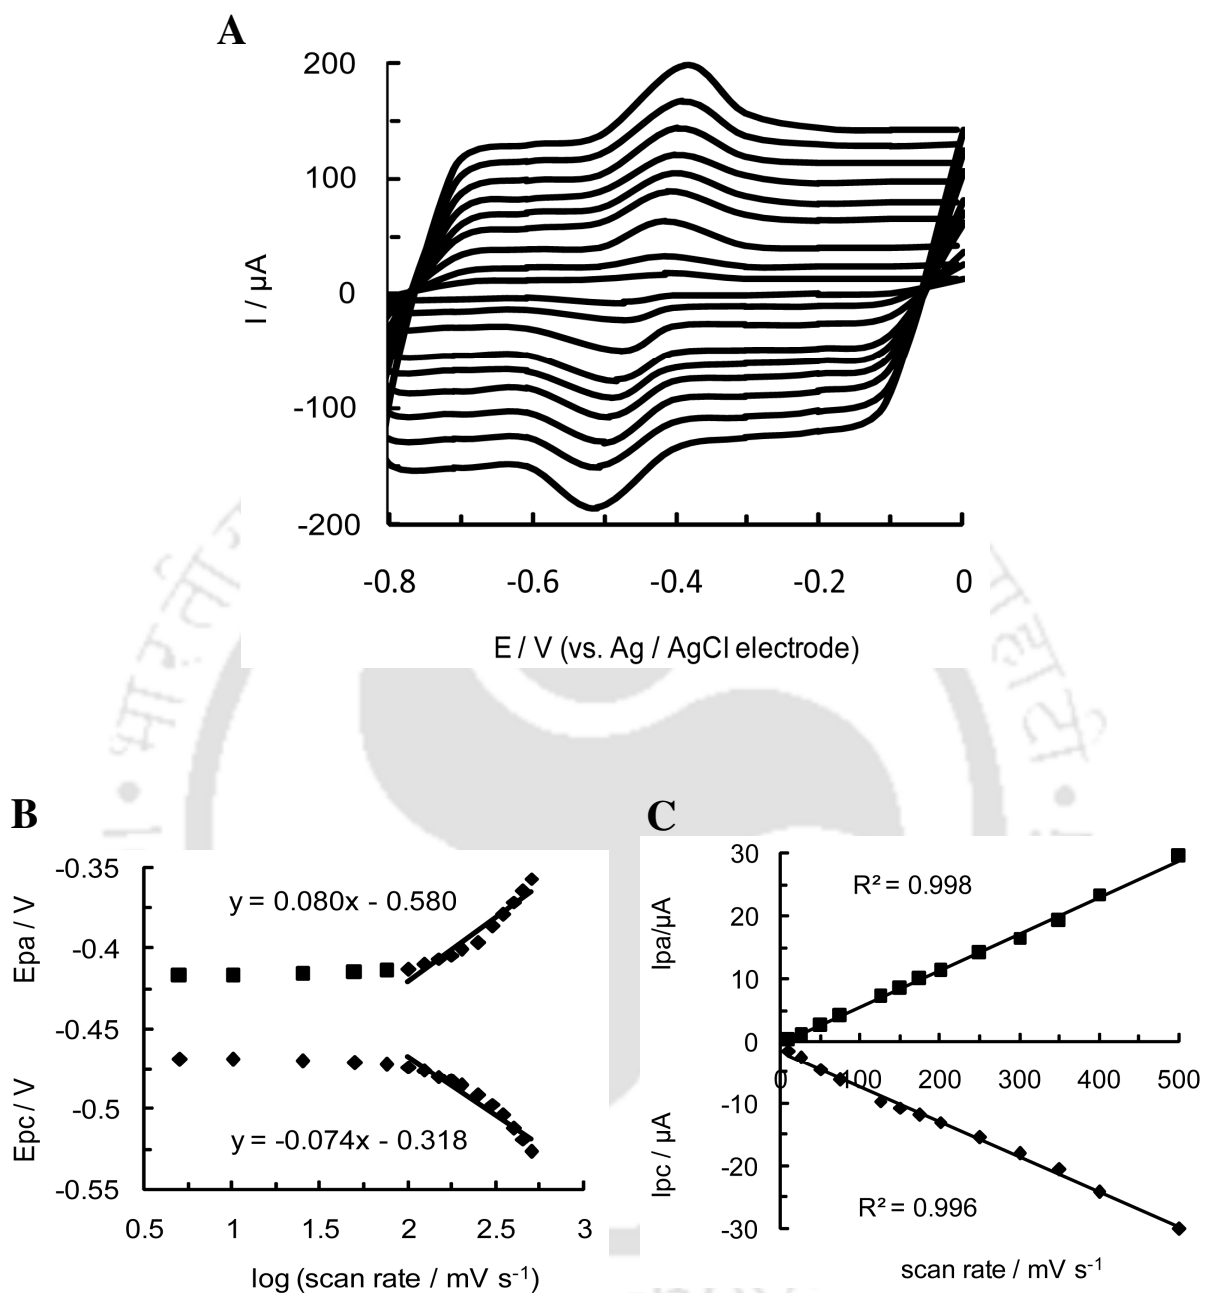 A
200
100
0
-100
-200
I / µA
-0.8 -0.6 -0.4 -0.2 0
E / V (vs. Ag / AgCl electrode)
B
-0.35
-0.4
-0.45
-0.5
-0.55
Epa / V
Epc / V
y = 0.080x - 0.580
y = -0.074x - 0.318
0.5 1 1.5 2 2.5 3
log (scan rate / mV s⁻¹)
C
30
20
10
0
-10
-20
-30
Ipa/µA
Ipc / µA
R² = 0.998
R² = 0.996
0 100 200 300 400 500
scan rate / mV s⁻¹